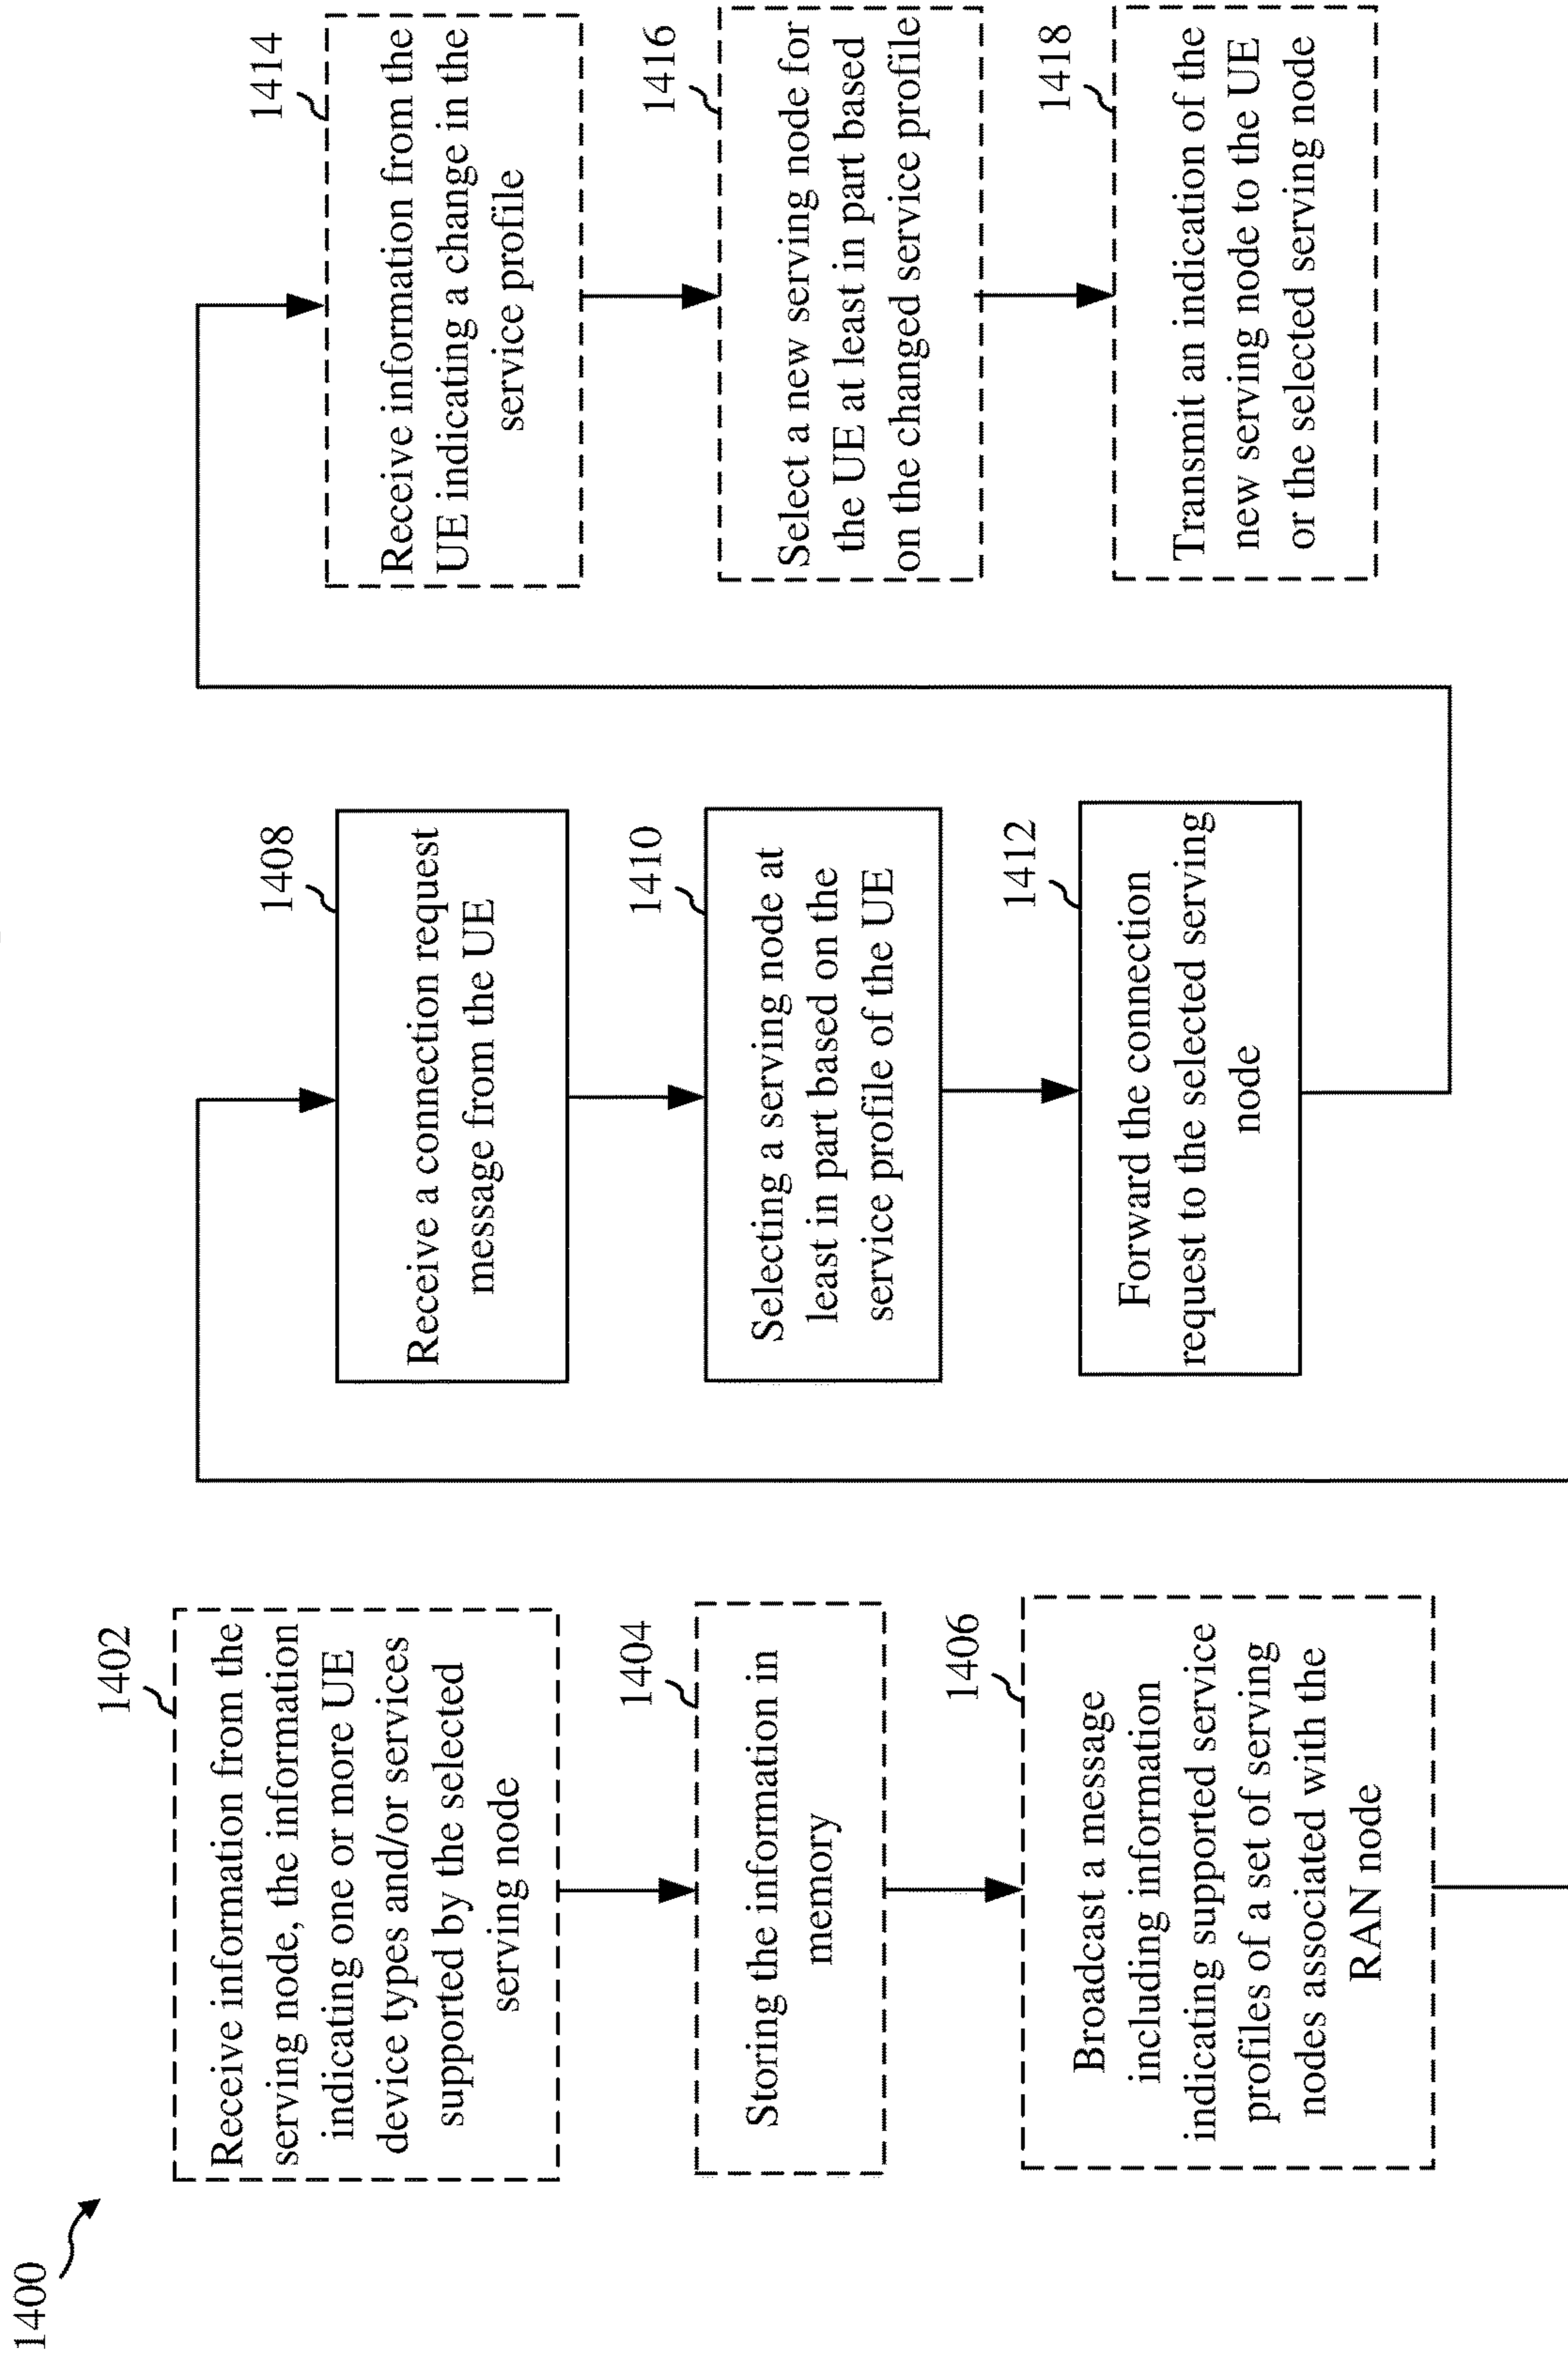 1400
1402
Receive information from the
serving node, the information
indicating one or more UE
device types and/or services
supported by the selected
serving node
1404
Storing the information in
memory
1406
Broadcast a message
including information
indicating supported service
profiles of a set of serving
nodes associated with the
RAN node
1408
Receive a connection request
message from the UE
1410
Selecting a serving node at
least in part based on the
service profile of the UE
1412
Forward the connection
request to the selected serving
node
1414
Receive information from the
UE indicating a change in the
service profile
1416
Select a new serving node for
the UE at least in part based
on the changed service profile
1418
Transmit an indication of the
new serving node to the UE
or the selected serving node